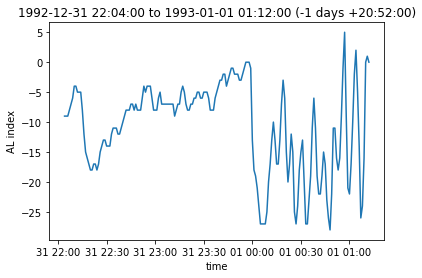 1992-12-31 22:04:00 to 1993-01-01 01:12:00 (-1 days +20:52:00)
5
0
−5
−10
−15
−20
−25
AL index
31 22:00 31 22:30 31 23:00 31 23:30 01 00:00 01 00:30 01 01:00
time